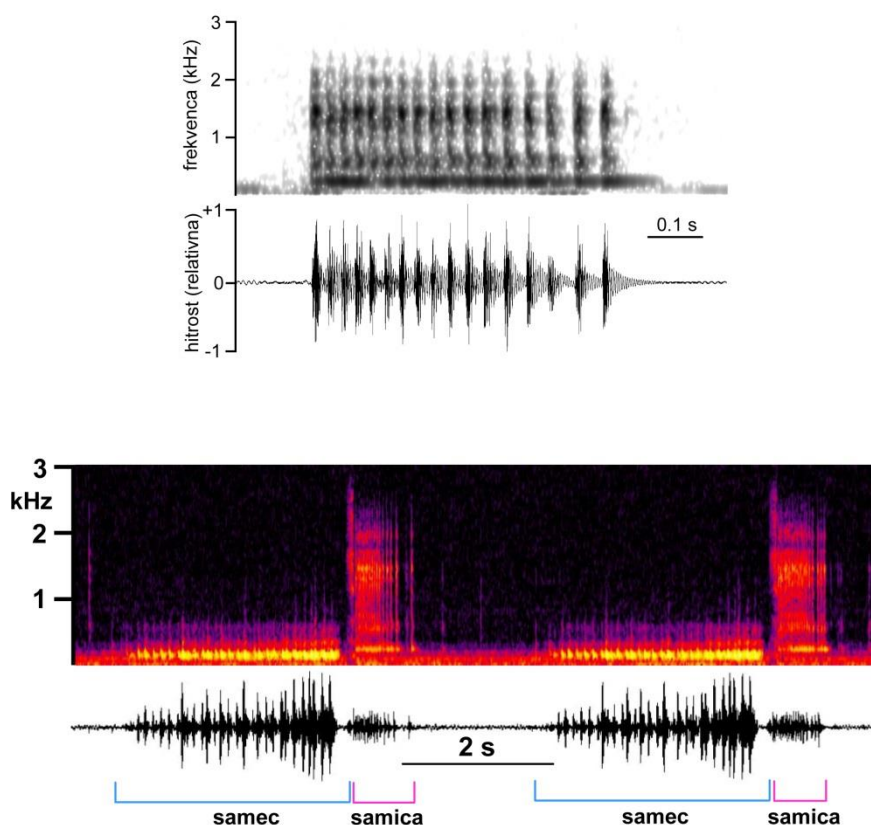 3
2
1
frekvenca (kHz)
+1
0
-1
hitrost (relativna)
0.1 s
3
kHz
2
1
2 s
samec
samica
samec
samica